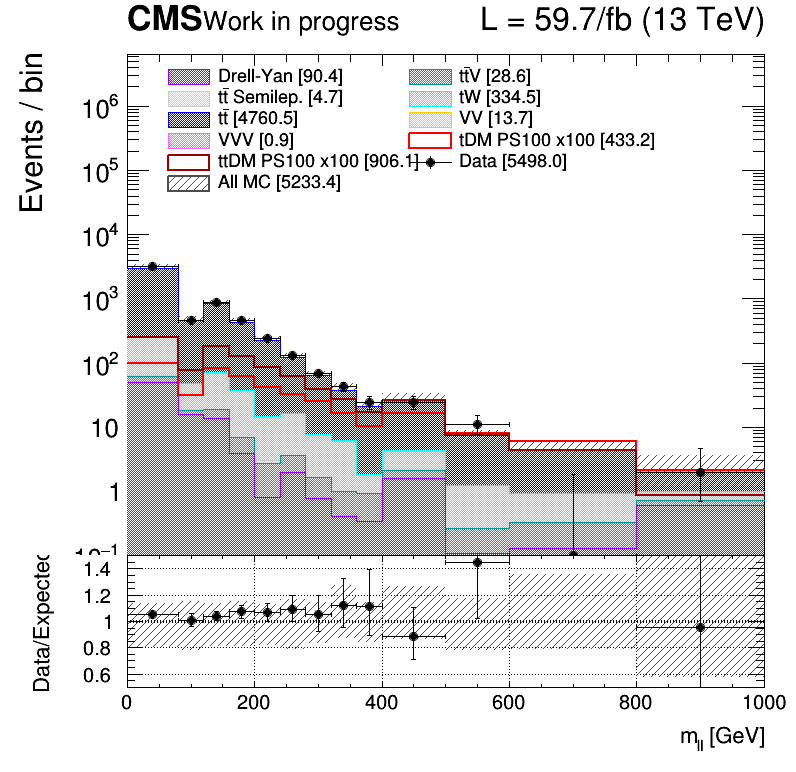 CMS Work in progress L = 59.7/fb (13 TeV)
Events / bin
Drell-Yan [90.4] tt̄V [28.6]
tt̄ Semilep. [4.7] tW [334.5]
tt̄ [4760.5] VV [13.7]
VVV [0.9] tDM PS100 x100 [433.2]
ttDM PS100 x100 [906.1] Data [5498.0]
All MC [5233.4]
10⁶
10⁵
10⁴
10³
10²
10
1
10⁻¹
Data/Expected
1.4
1.2
1
0.8
0.6
0 200 400 600 800 1000
m_ll [GeV]